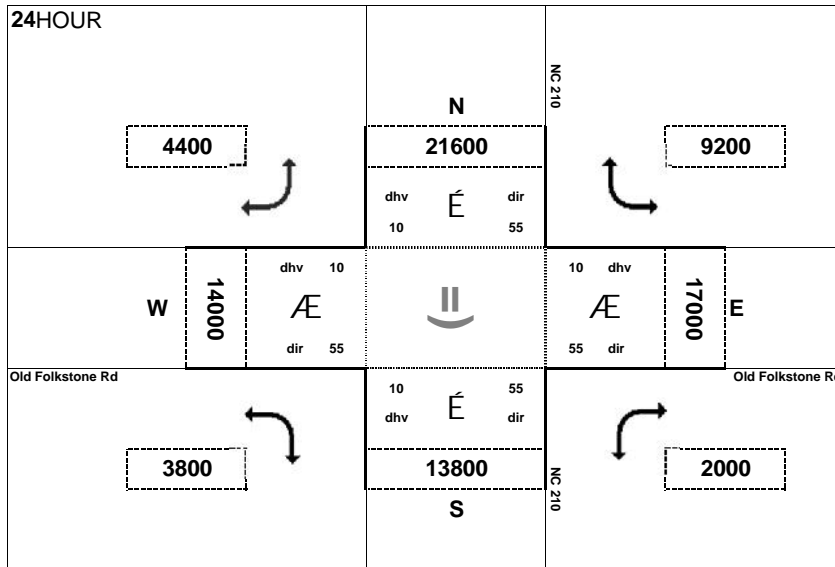 24HOUR
NC 210
N
4400
21600
9200
dhv É dir
10 55
dhv 10
10 dhv
W
14000
Æ
Æ
17000
E
dir 55
55 dir
Old Folkstone Rd
Old Folkstone Rd
10 55
dhv É dir
3800
13800
2000
NC 210
S